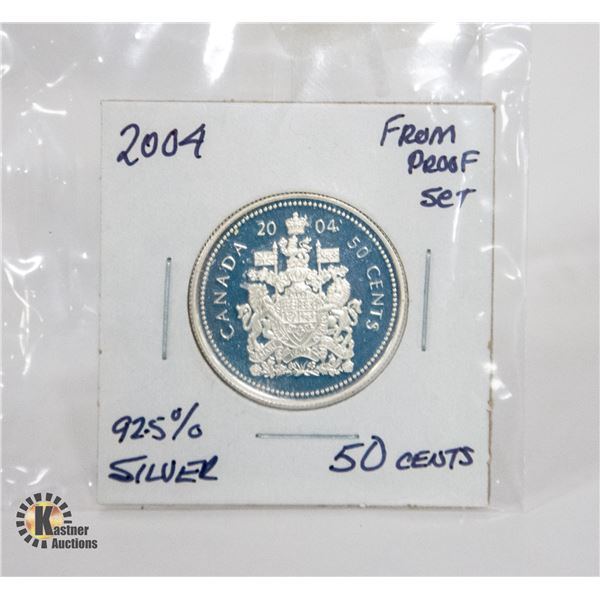 2004
FROM
PROOF
SET
CANADA 20 04 50 CENTS
92.5%
SILVER
50 CENTS
Kastner
Auctions